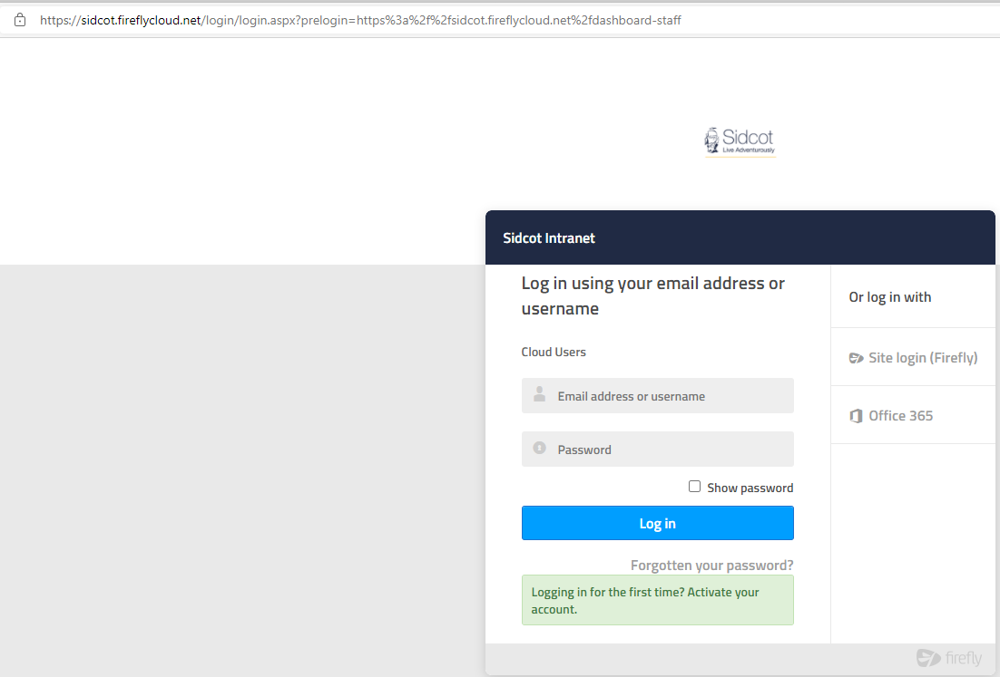 https://sidcot.fireflycloud.net/login/login.aspx?prelogin=https%3a%2f%2fsidcot.fireflycloud.net%2fdashboard-staff
Sidcot
Live Adventurously
Sidcot Intranet
Log in using your email address or
username
Cloud Users
Email address or username
Password
Show password
Log in
Forgotten your password?
Logging in for the first time? Activate your
account.
Or log in with
Site login (Firefly)
Office 365
firefly